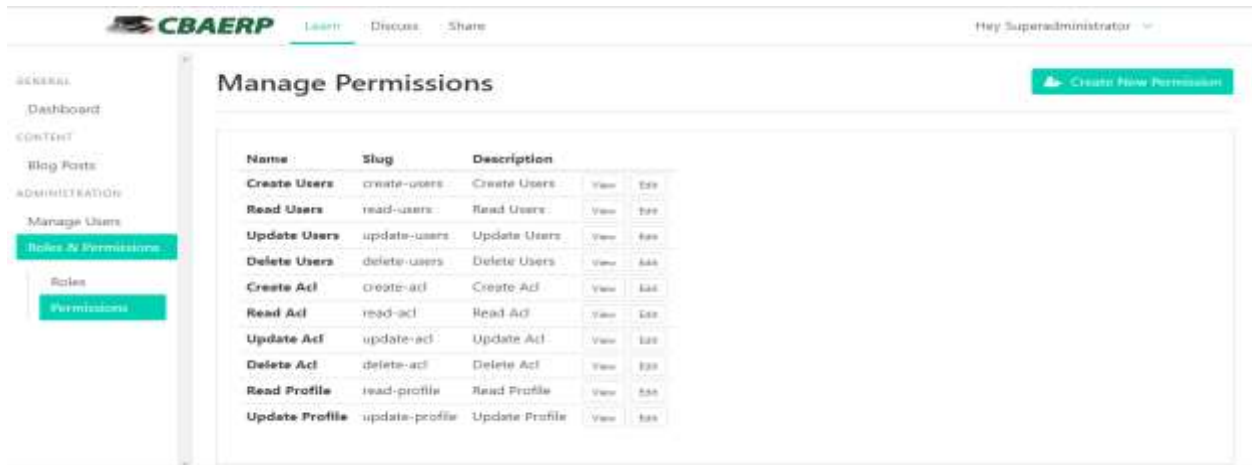 CBAERP Learn Discuss Share Hey Superadministrator
GENERAL
Dashboard
CONTENT
Blog Posts
ADMINISTRATION
Manage Users
Roles & Permissions
Roles
Permissions
Manage Permissions Create New Permission
Name Slug Description
Create Users create-users Create Users View Edit
Read Users read-users Read Users View Edit
Update Users update-users Update Users View Edit
Delete Users delete-users Delete Users View Edit
Create Acl create-acl Create Acl View Edit
Read Acl read-acl Read Acl View Edit
Update Acl update-acl Update Acl View Edit
Delete Acl delete-acl Delete Acl View Edit
Read Profile read-profile Read Profile View Edit
Update Profile update-profile Update Profile View Edit